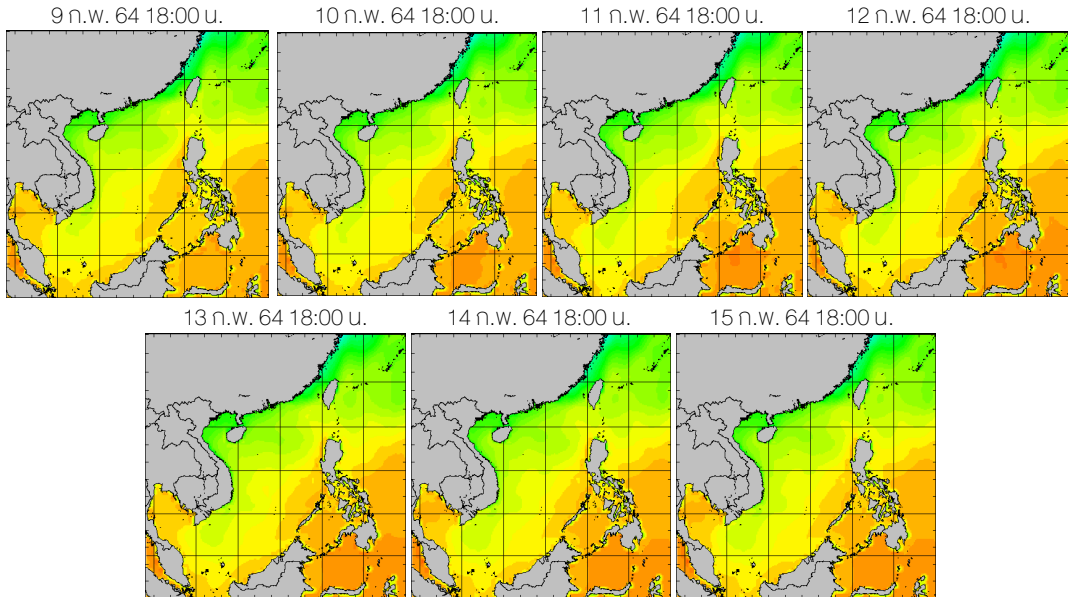 9 ก.พ. 64 18:00 น.
10 ก.พ. 64 18:00 น.
11 ก.พ. 64 18:00 น.
12 ก.พ. 64 18:00 น.
13 ก.พ. 64 18:00 น.
14 ก.พ. 64 18:00 น.
15 ก.พ. 64 18:00 น.